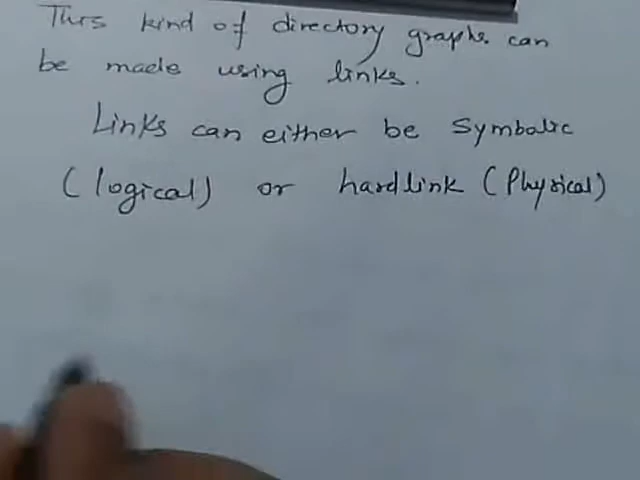 This kind of directory graphs can
be made using links.
Links can either be Symbolic
(logical) or hardlink (Physical)